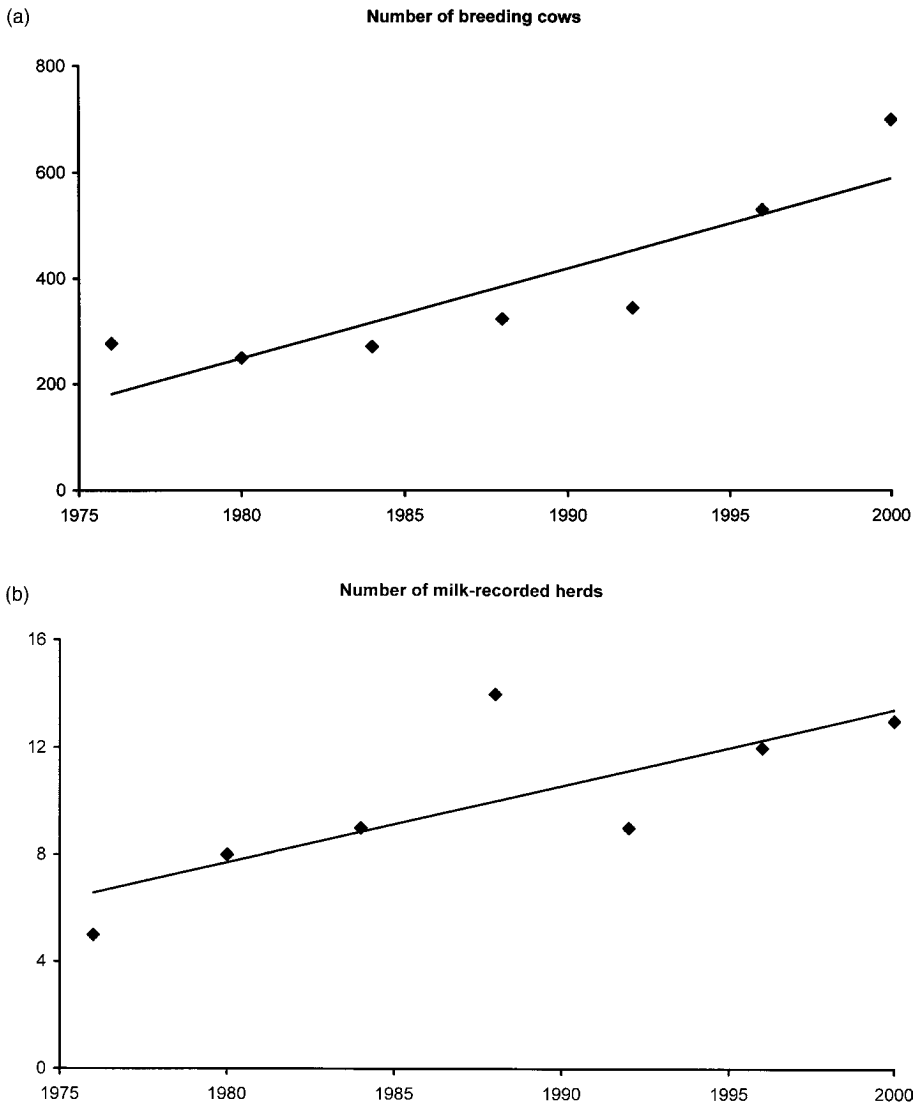 (a)
Number of breeding cows
800
600
400
200
0
1975 1980 1985 1990 1995 2000
(b)
Number of milk-recorded herds
16
12
8
4
0
1975 1980 1985 1990 1995 2000